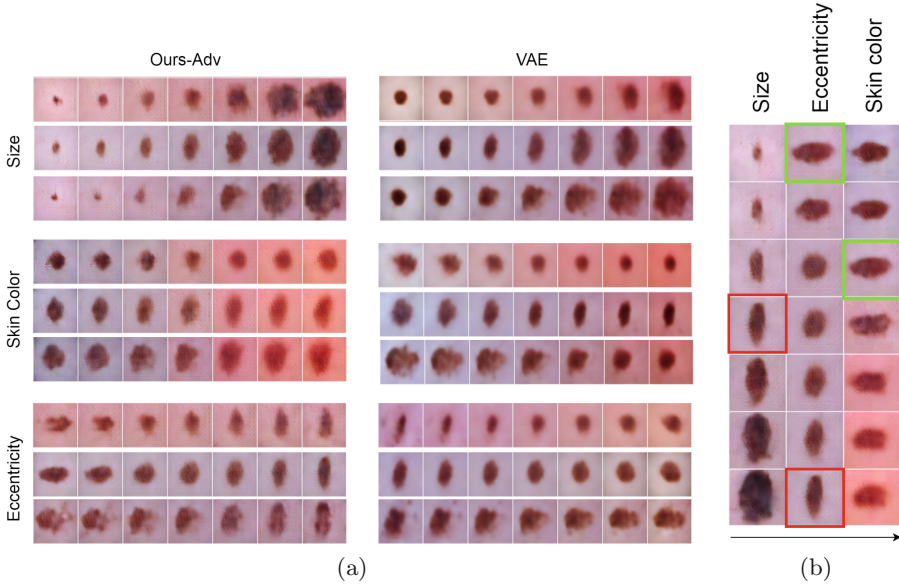 Ours-Adv
VAE
Size
Skin Color
Eccentricity
(a)
Size
Eccentricity
Skin color
(b)